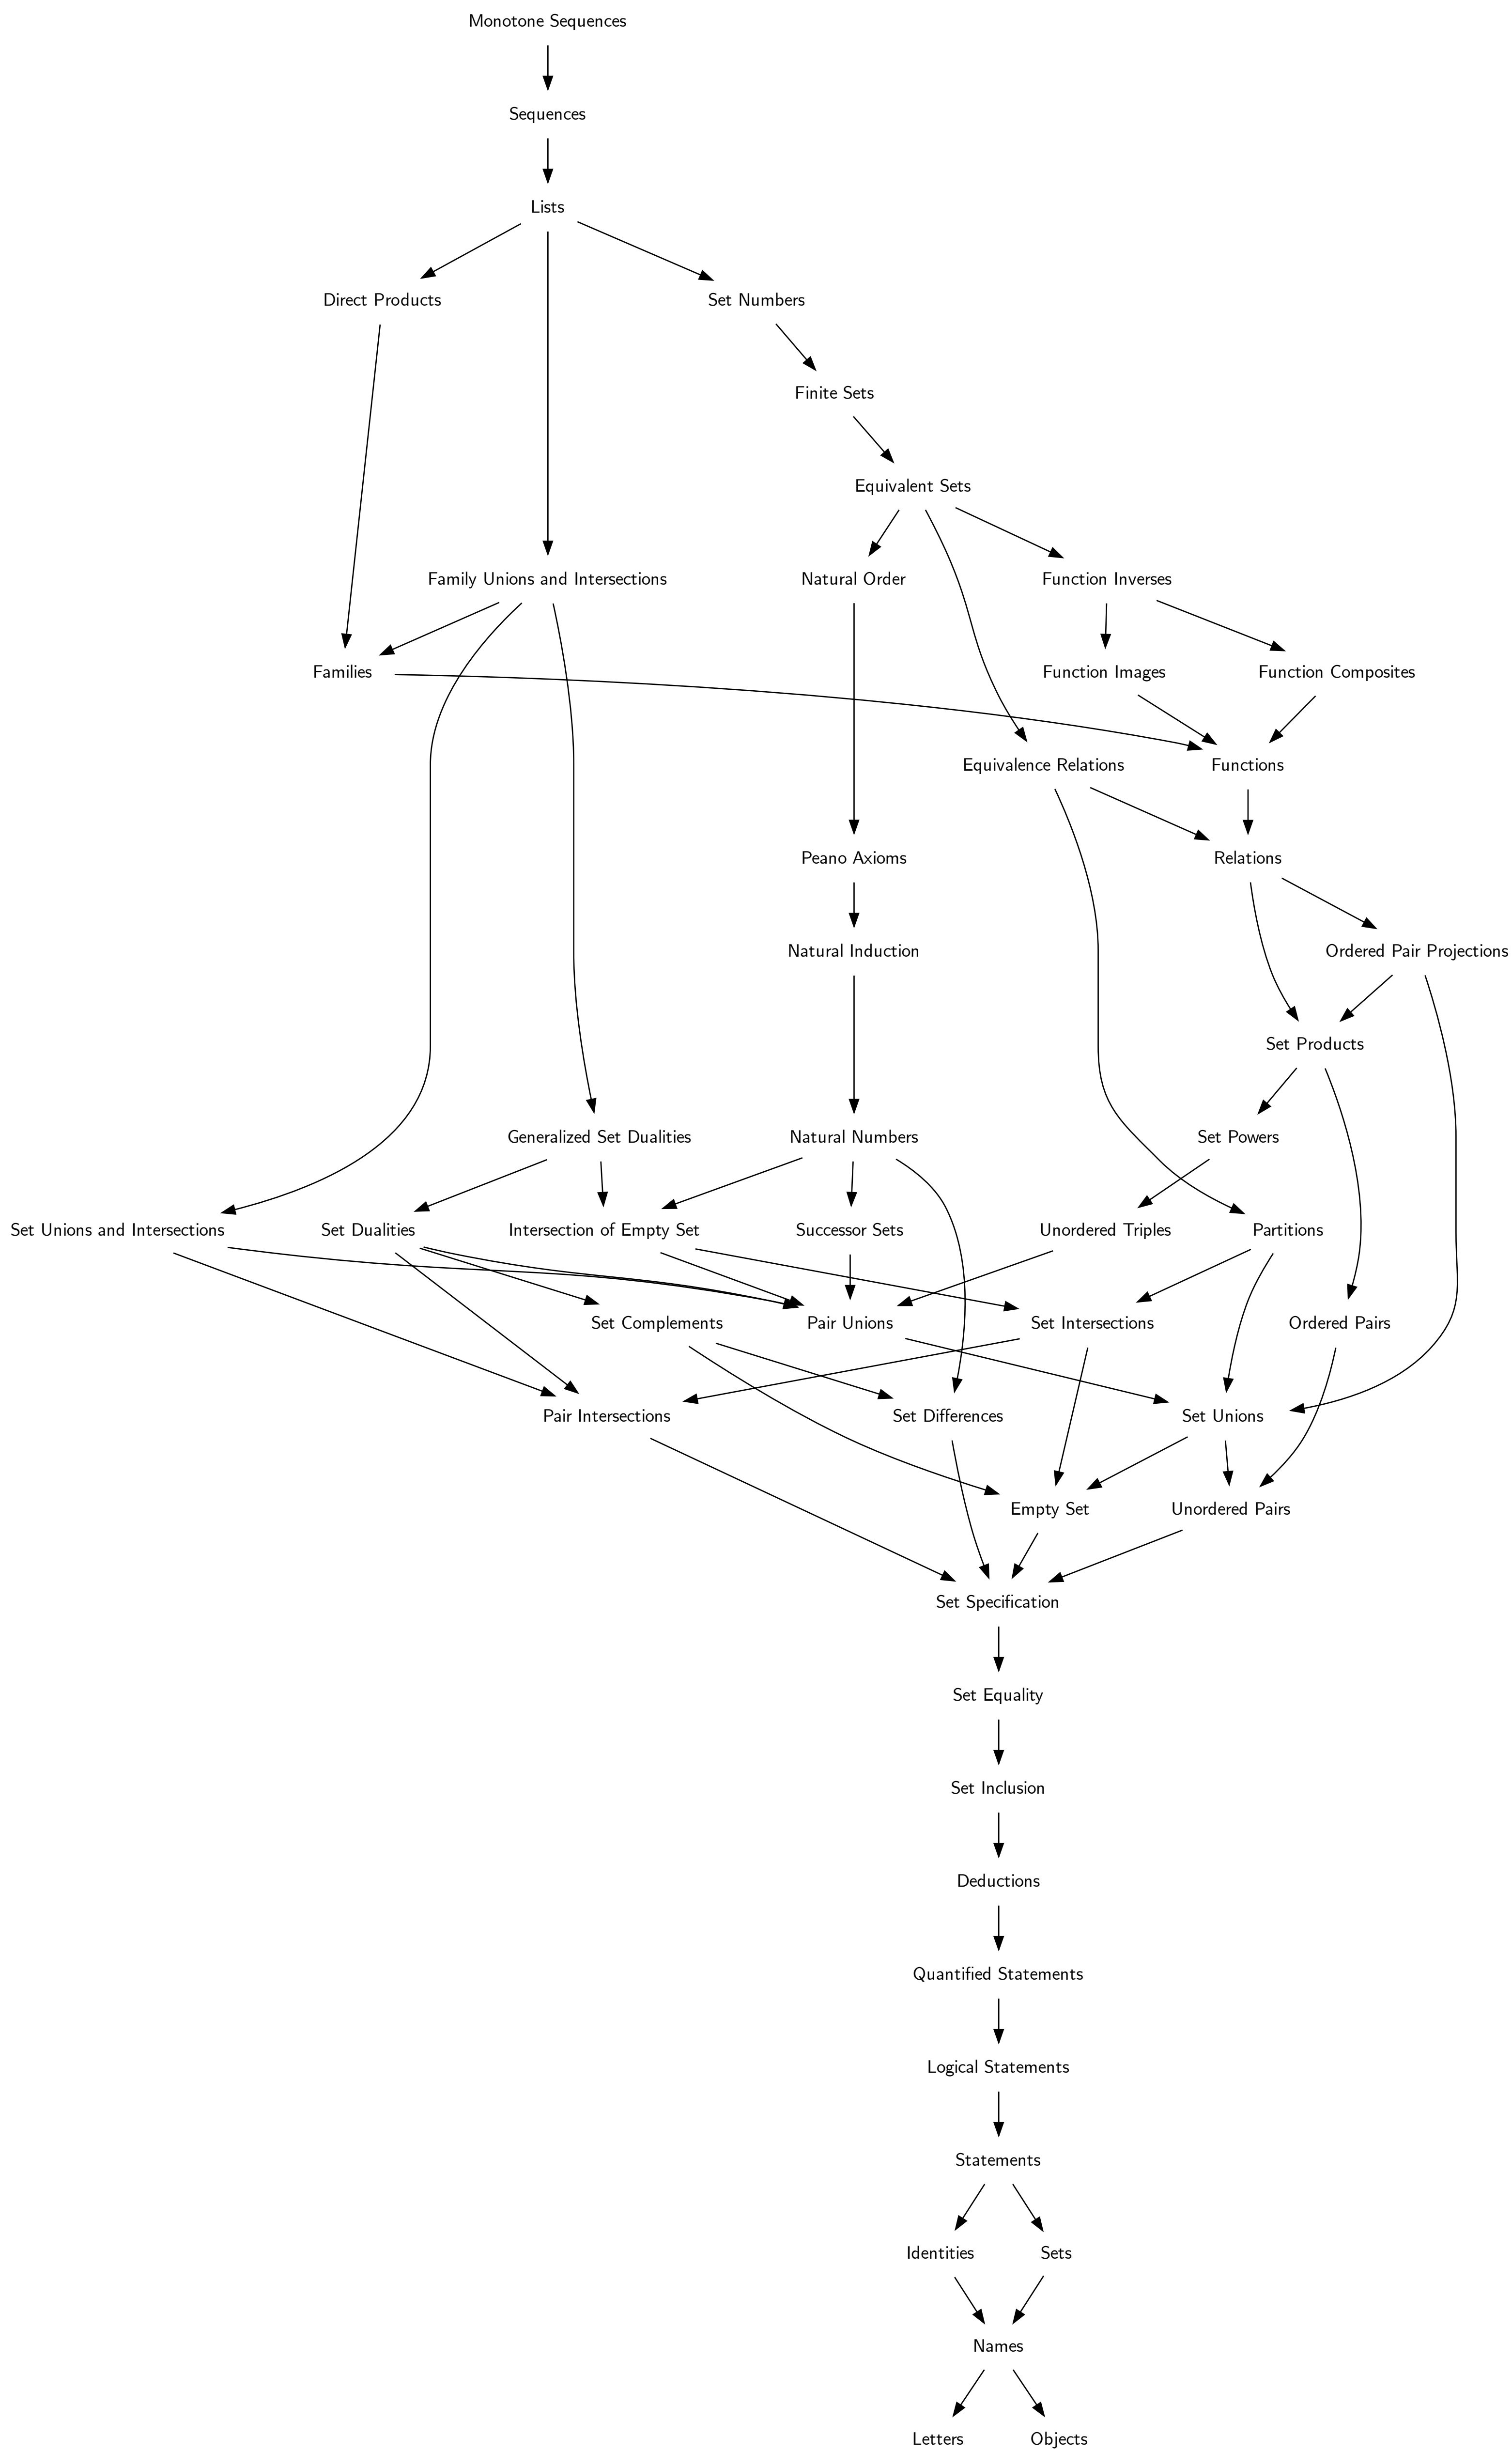 Monotone Sequences
Sequences
Lists
Direct Products
Set Numbers
Finite Sets
Equivalent Sets
Family Unions and Intersections
Natural Order
Function Inverses
Families
Function Images
Function Composites
Equivalence Relations
Functions
Peano Axioms
Relations
Natural Induction
Ordered Pair Projections
Set Products
Generalized Set Dualities
Natural Numbers
Set Powers
Set Unions and Intersections
Set Dualities
Intersection of Empty Set
Successor Sets
Unordered Triples
Partitions
Set Complements
Pair Unions
Set Intersections
Ordered Pairs
Pair Intersections
Set Differences
Set Unions
Empty Set
Unordered Pairs
Set Specification
Set Equality
Set Inclusion
Deductions
Quantified Statements
Logical Statements
Statements
Identities
Sets
Names
Letters
Objects